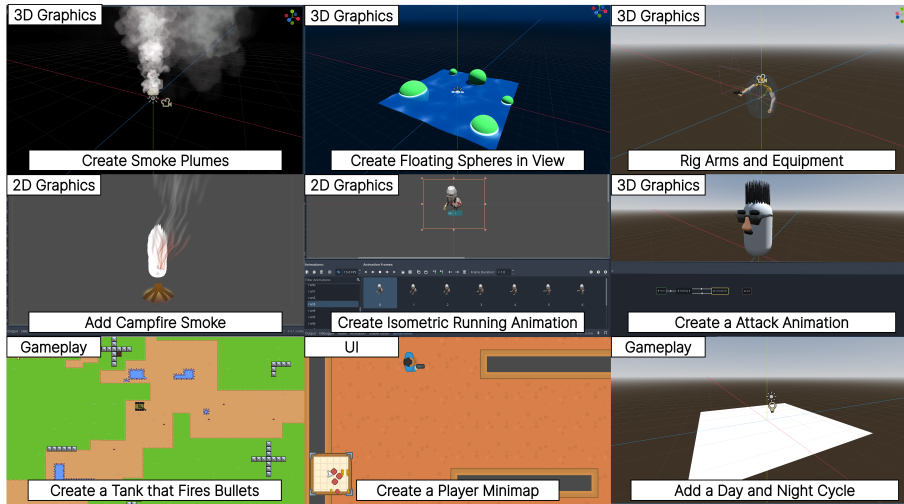 3D Graphics
Create Smoke Plumes
3D Graphics
Create Floating Spheres in View
3D Graphics
Rig Arms and Equipment
2D Graphics
Add Campfire Smoke
2D Graphics
Create Isometric Running Animation
3D Graphics
Create a Attack Animation
Gameplay
Create a Tank that Fires Bullets
UI
Create a Player Minimap
Gameplay
Add a Day and Night Cycle